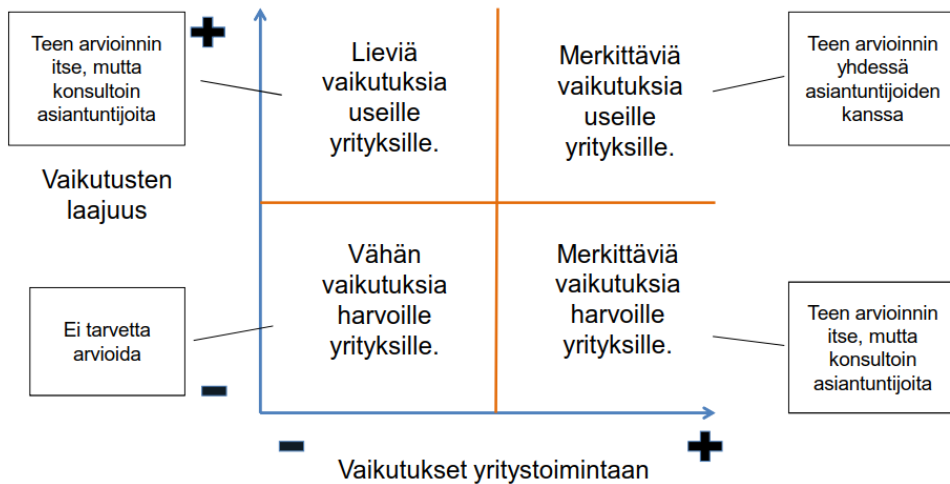 Teen arvioinnin
itse, mutta
konsultoin
asiantuntijoita
+
Lieviä
vaikutuksia
useille
yrityksille.
Merkittäviä
vaikutuksia
useille
yrityksille.
Teen arvioinnin
yhdessä
asiantuntijoiden
kanssa
Vaikutusten
laajuus
Ei tarvetta
arvioida
-
Vähän
vaikutuksia
harvoille
yrityksille.
Merkittäviä
vaikutuksia
harvoille
yrityksille.
Teen arvioinnin
itse, mutta
konsultoin
asiantuntijoita
-
+
Vaikutukset yritystoimintaan